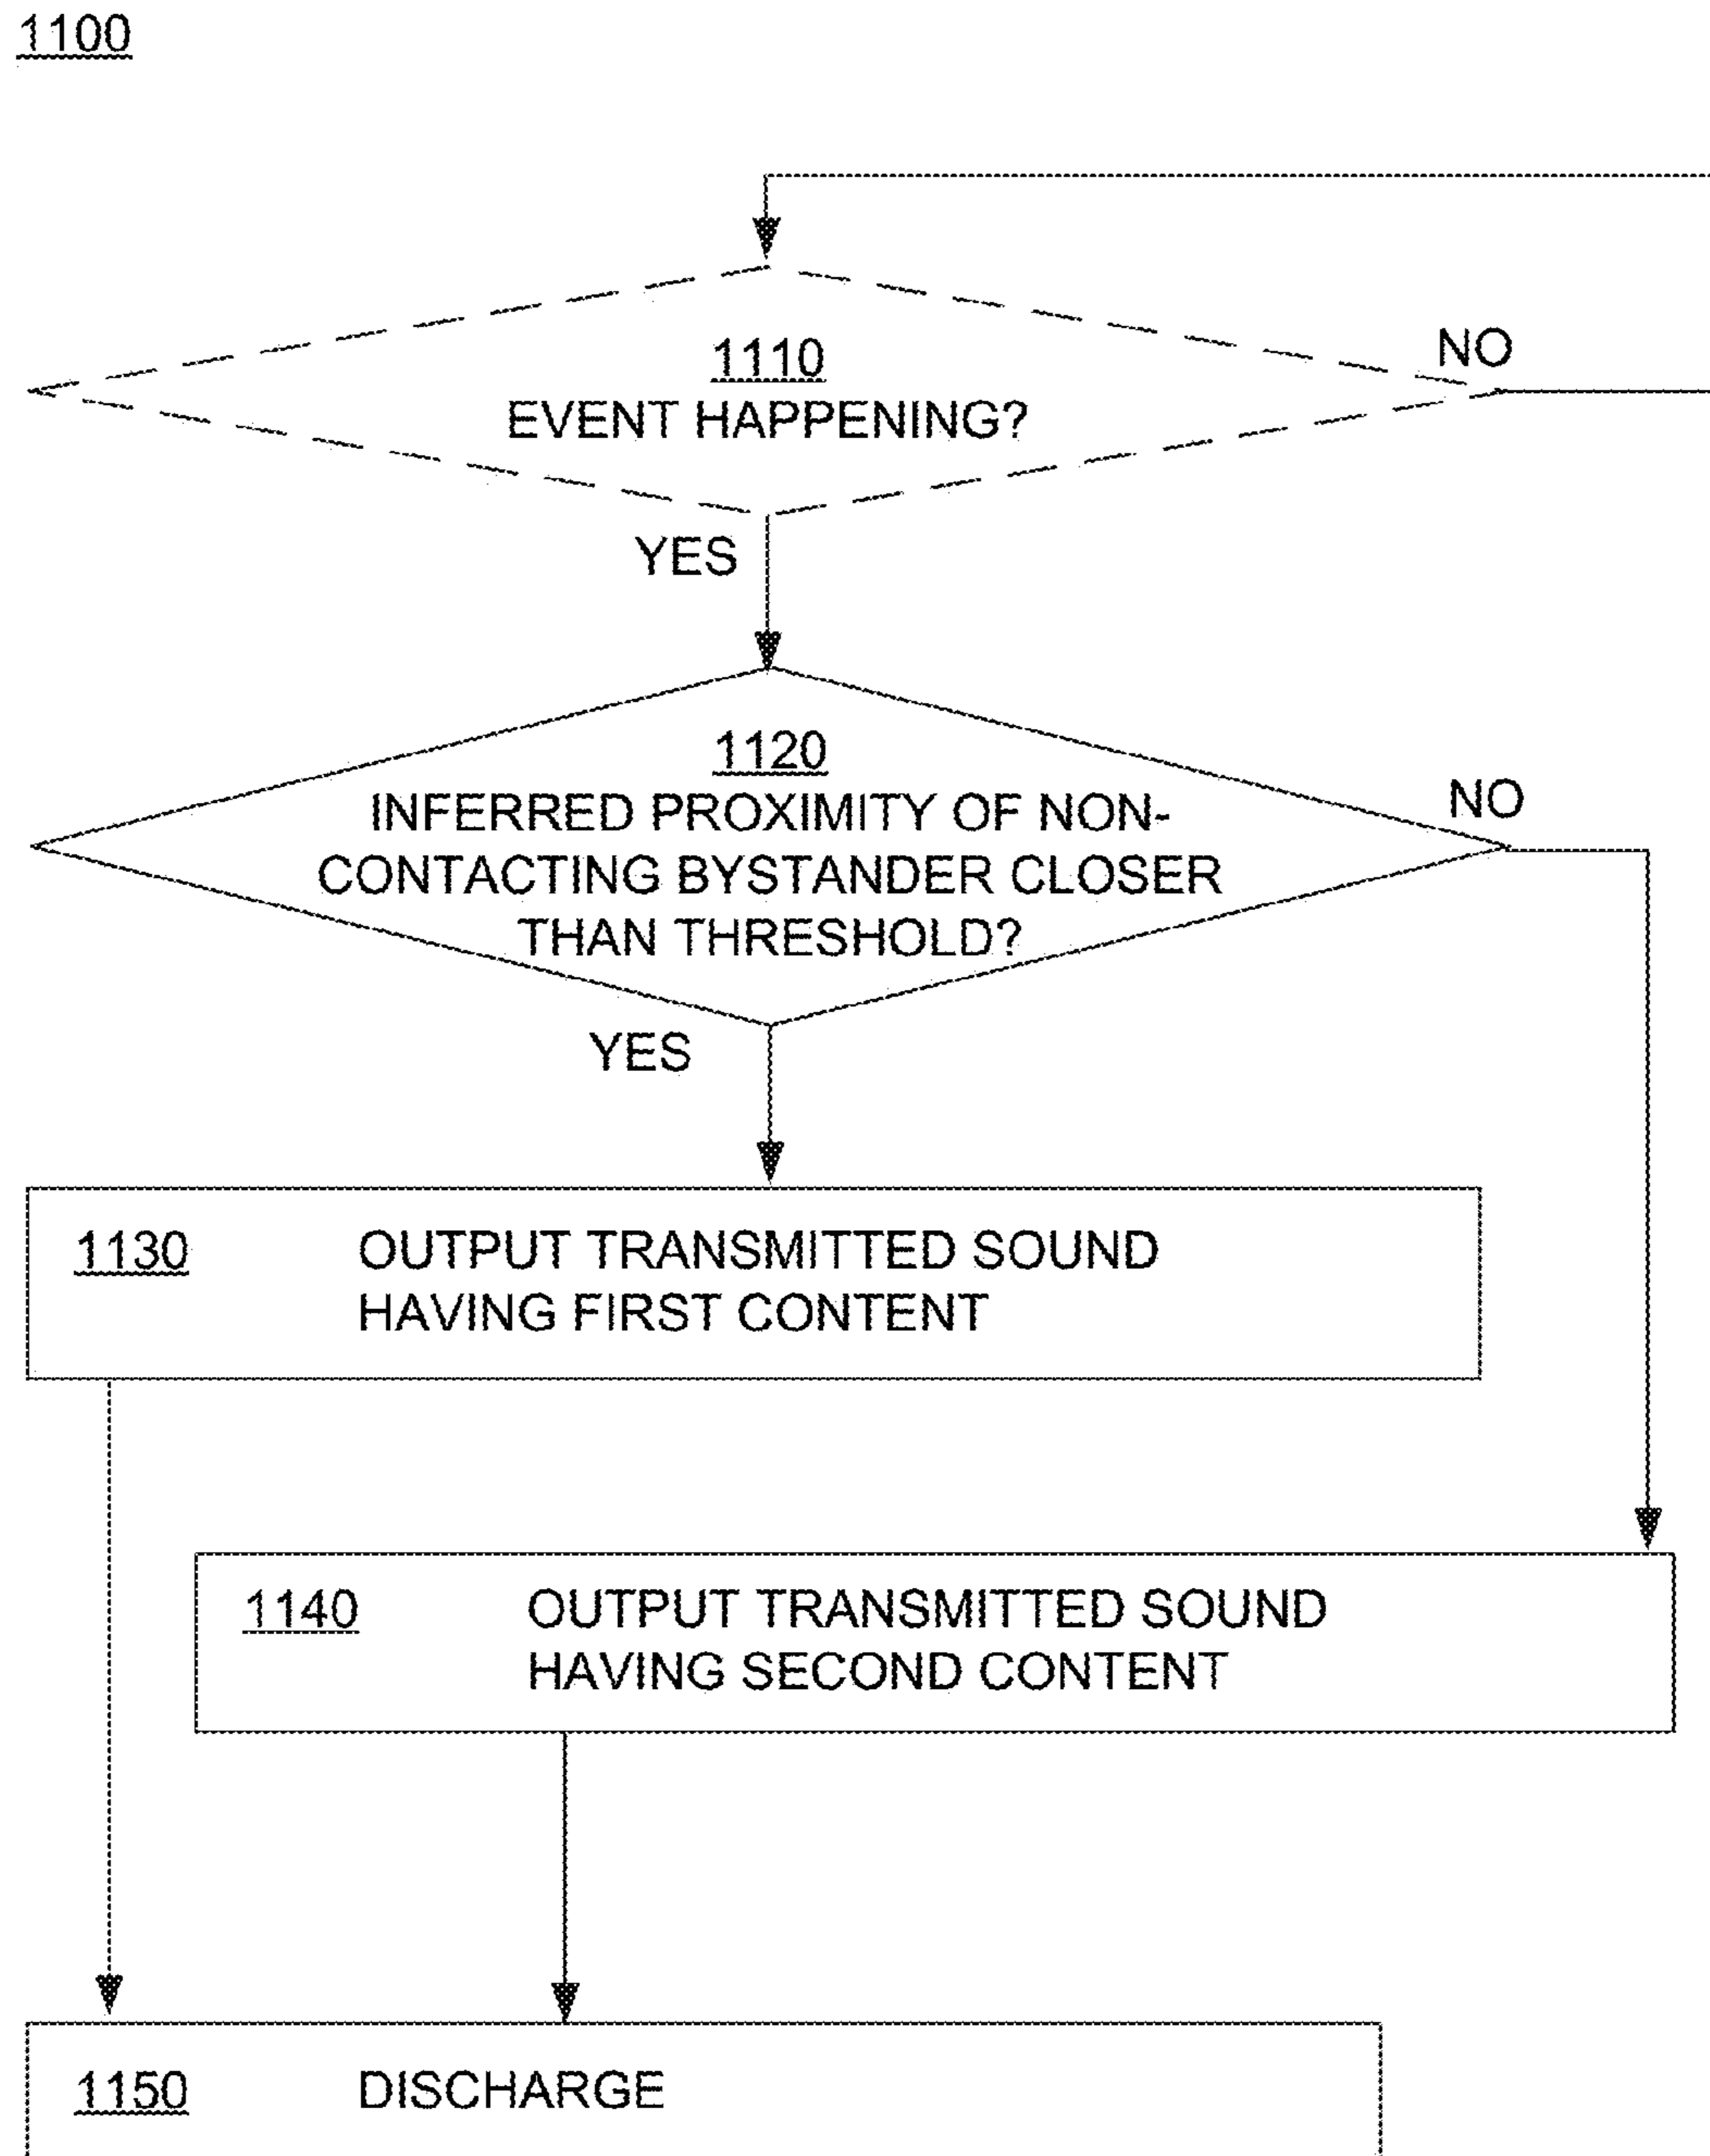 1100
1110
NO
EVENT HAPPENING?
YES
1120
INFERRED PROXIMITY OF NON-
NO
CONTACTING BYSTANDER CLOSER
THAN THRESHOLD?
YES
1130 OUTPUT TRANSMITTED SOUND
HAVING FIRST CONTENT
1140 OUTPUT TRANSMITTED SOUND
HAVING SECOND CONTENT
1150 DISCHARGE